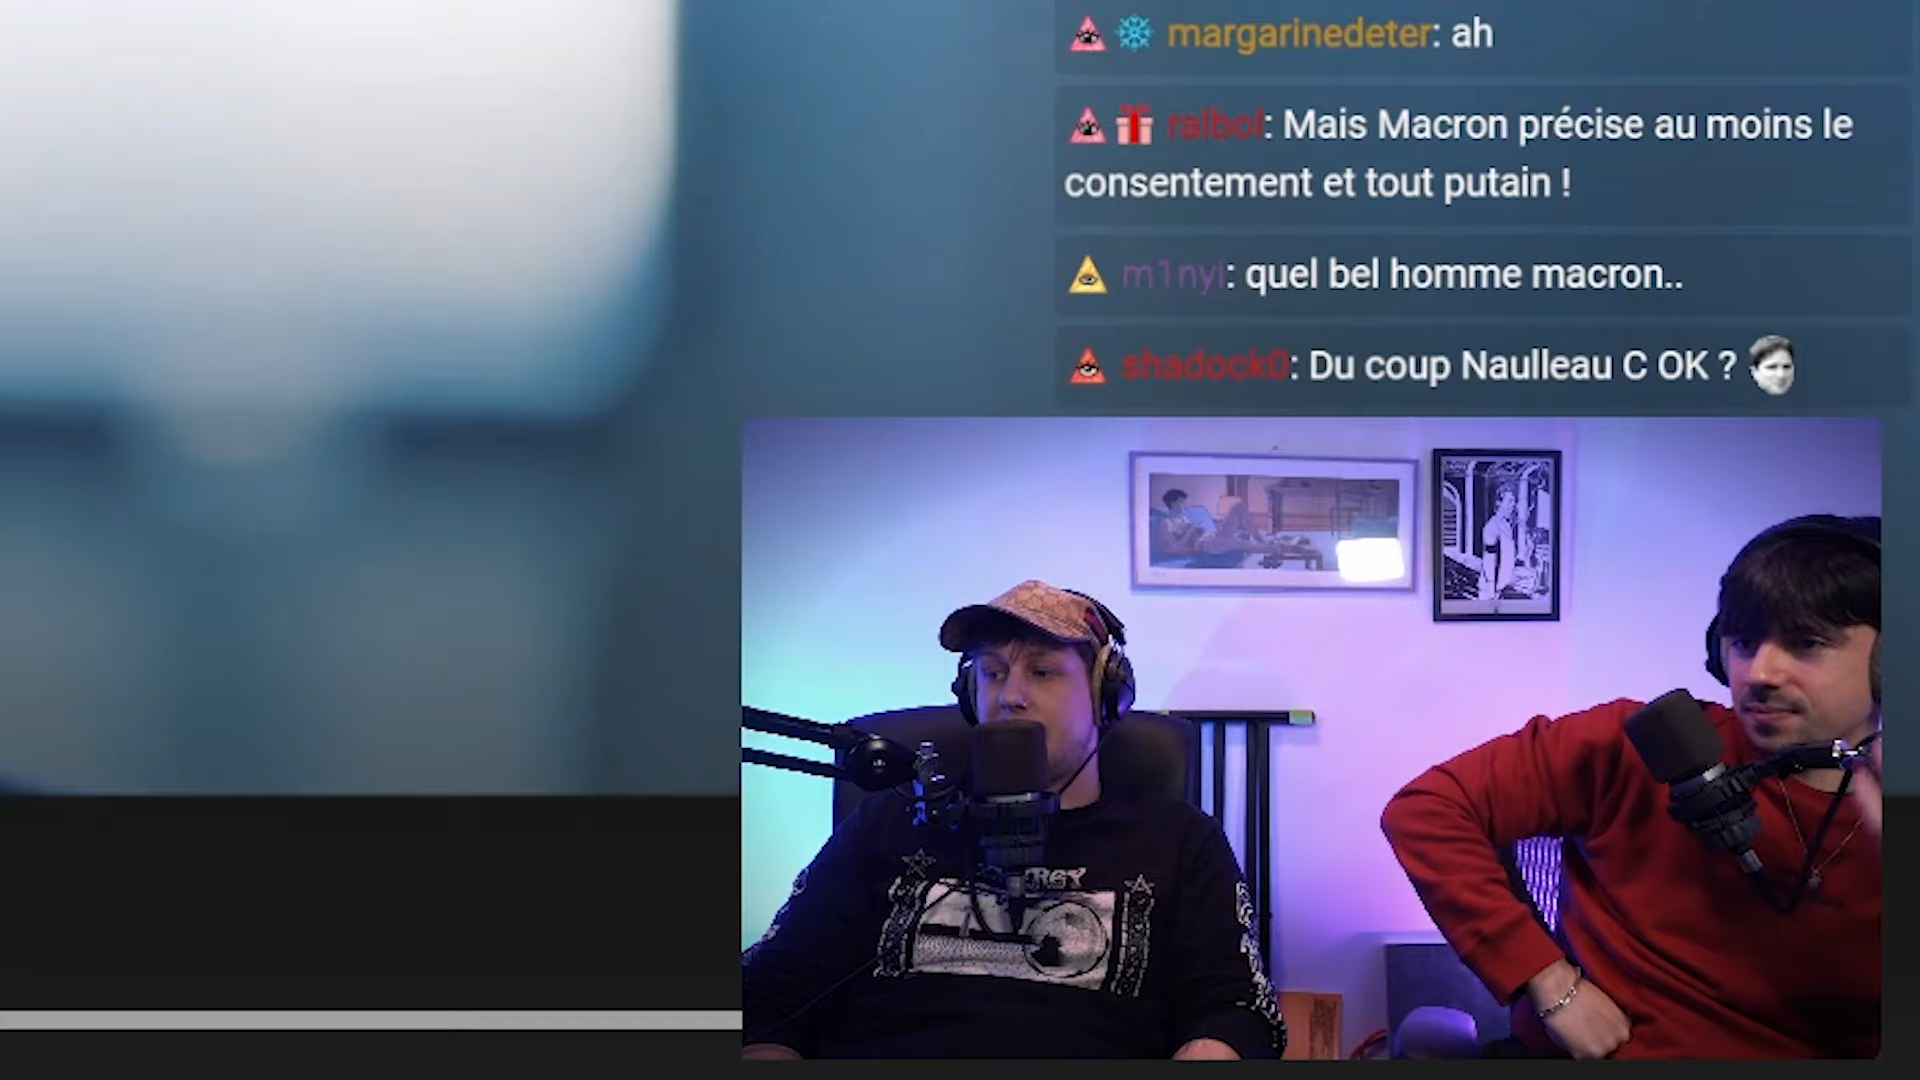 margarinedeter: ah
ralbol: Mais Macron précise au moins le
consentement et tout putain !
m1nyl: quel bel homme macron..
shadock0: Du coup Naulleau C OK ?